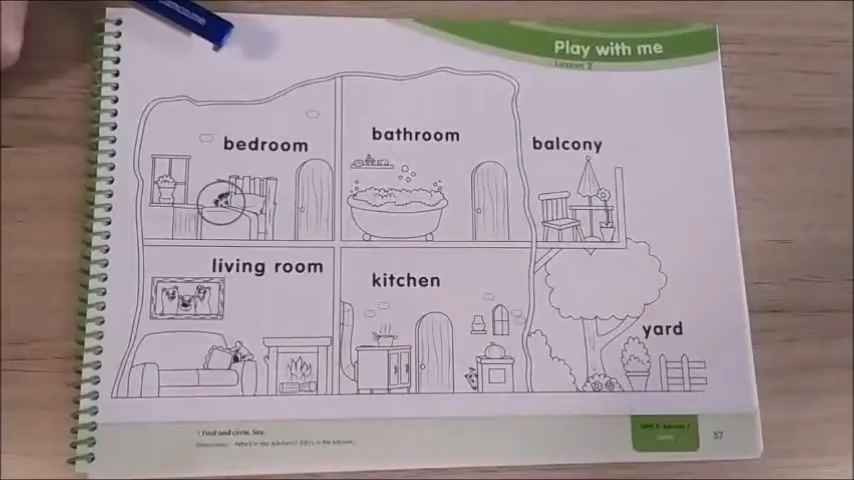 Play with me
Lesson 2
bedroom
bathroom
balcony
living room
kitchen
yard
Find and circle. Say.
57